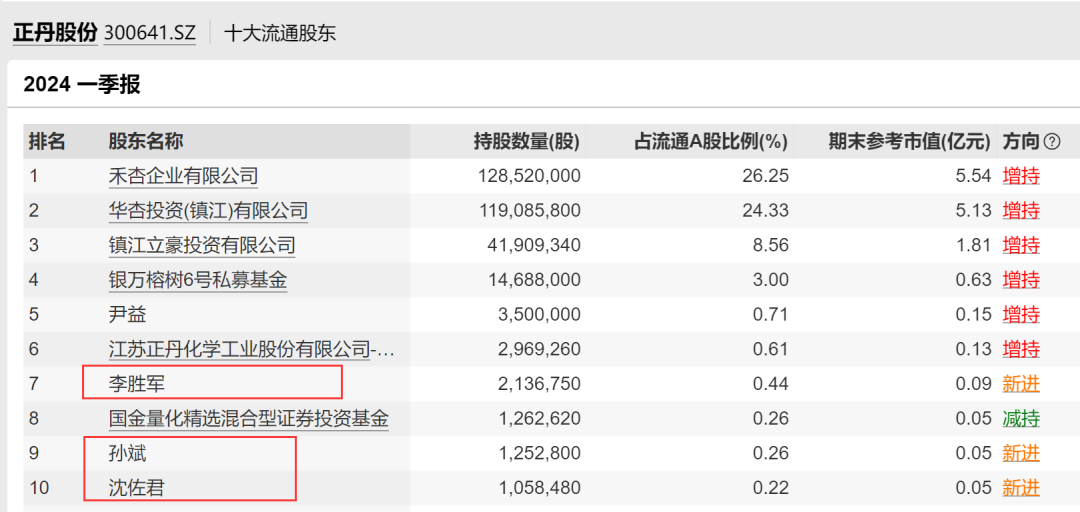 正丹股份 300641.SZ 十大流通股东
2024 一季报
排名 股东名称 持股数量(股) 占流通A股比例(%) 期末参考市值(亿元) 方向?
1 禾杏企业有限公司 128,520,000 26.25 5.54 增持
2 华杏投资(镇江)有限公司 119,085,800 24.33 5.13 增持
3 镇江立豪投资有限公司 41,909,340 8.56 1.81 增持
4 银万榕树6号私募基金 14,688,000 3.00 0.63 增持
5 尹益 3,500,000 0.71 0.15 增持
6 江苏正丹化学工业股份有限公司-... 2,969,260 0.61 0.13 增持
7 李胜军 2,136,750 0.44 0.09 新进
8 国金量化精选混合型证券投资基金 1,262,620 0.26 0.05 减持
9 孙斌 1,252,800 0.26 0.05 新进
10 沈佐君 1,058,480 0.22 0.05 新进